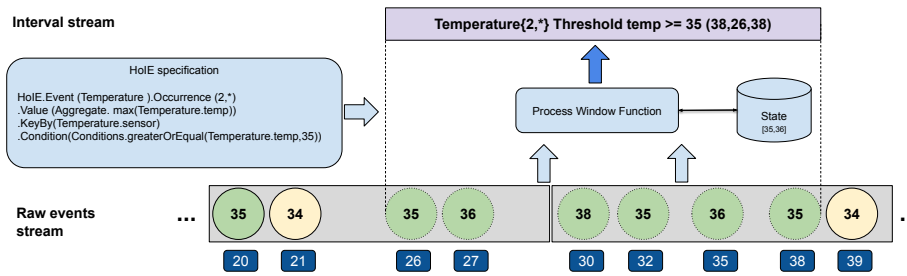 Interval stream
Temperature{2,*} Threshold temp >= 35 (38,26,38)
HoIE specification
HoIE.Event (Temperature ).Occurrence (2,*)
.Value (Aggregate. max(Temperature.temp))
.KeyBy(Temperature.sensor)
.Condition(Conditions.greaterOrEqual(Temperature.temp,35))
Process Window Function
State
[35,36]
Raw events
stream
...
35 34 35 36 38 35 36 35 34
.
20 21 26 27 30 32 35 38 39